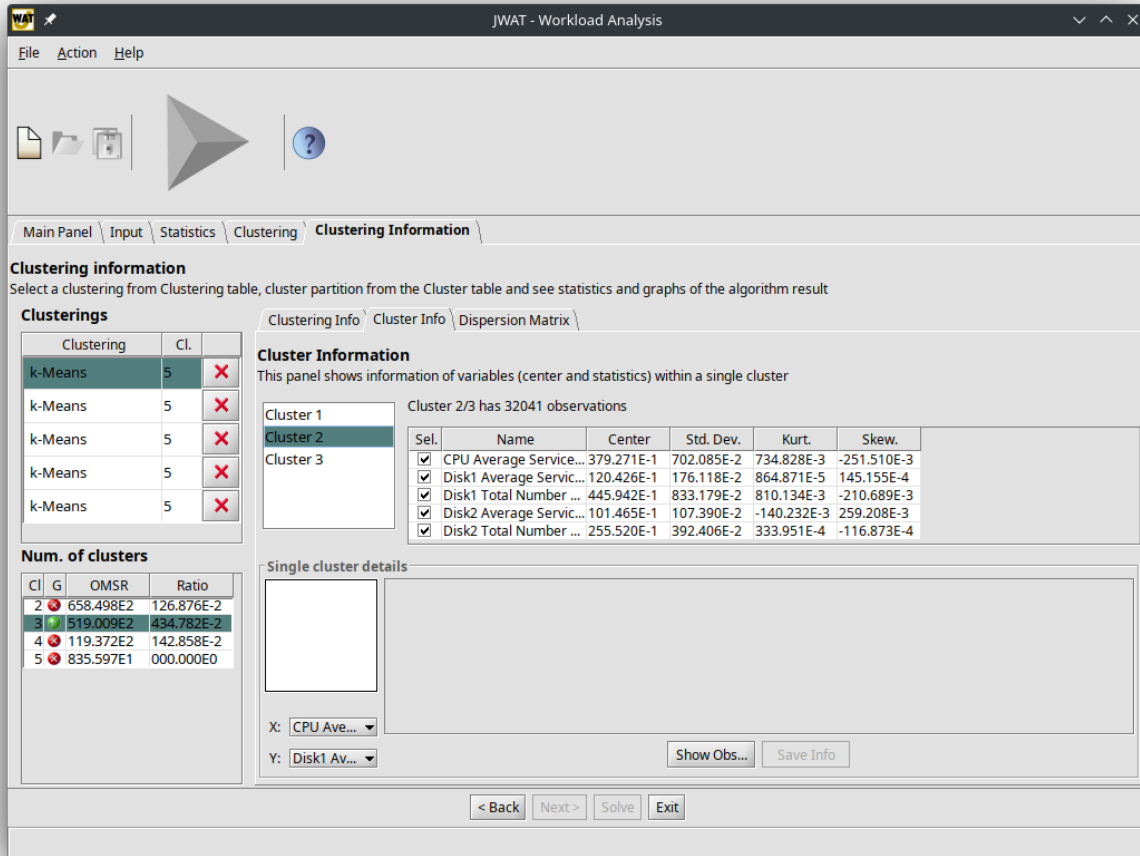 WAT JWAT - Workload Analysis
File Action Help
?
Main Panel Input Statistics Clustering Clustering Information
Clustering information
Select a clustering from Clustering table, cluster partition from the Cluster table and see statistics and graphs of the algorithm result
Clusterings
Clustering Cl.
k-Means 5
k-Means 5
k-Means 5
k-Means 5
k-Means 5
Num. of clusters
Cl G OMSR Ratio
2 658.498E2 126.876E-2
3 519.009E2 434.782E-2
4 119.372E2 142.858E-2
5 835.597E1 000.000E0
Clustering Info Cluster Info Dispersion Matrix
Cluster Information
This panel shows information of variables (center and statistics) within a single cluster
Cluster 1
Cluster 2
Cluster 3
Cluster 2/3 has 32041 observations
Sel. Name Center Std. Dev. Kurt. Skew.
CPU Average Service... 379.271E-1 702.085E-2 734.828E-3 -251.510E-3
Disk1 Average Servic... 120.426E-1 176.118E-2 864.871E-5 145.155E-4
Disk1 Total Number ... 445.942E-1 833.179E-2 810.134E-3 -210.689E-3
Disk2 Average Servic... 101.465E-1 107.390E-2 -140.232E-3 259.208E-3
Disk2 Total Number ... 255.520E-1 392.406E-2 333.951E-4 -116.873E-4
Single cluster details
X: CPU Ave...
Y: Disk1 Av...
Show Obs... Save Info
< Back Next > Solve Exit